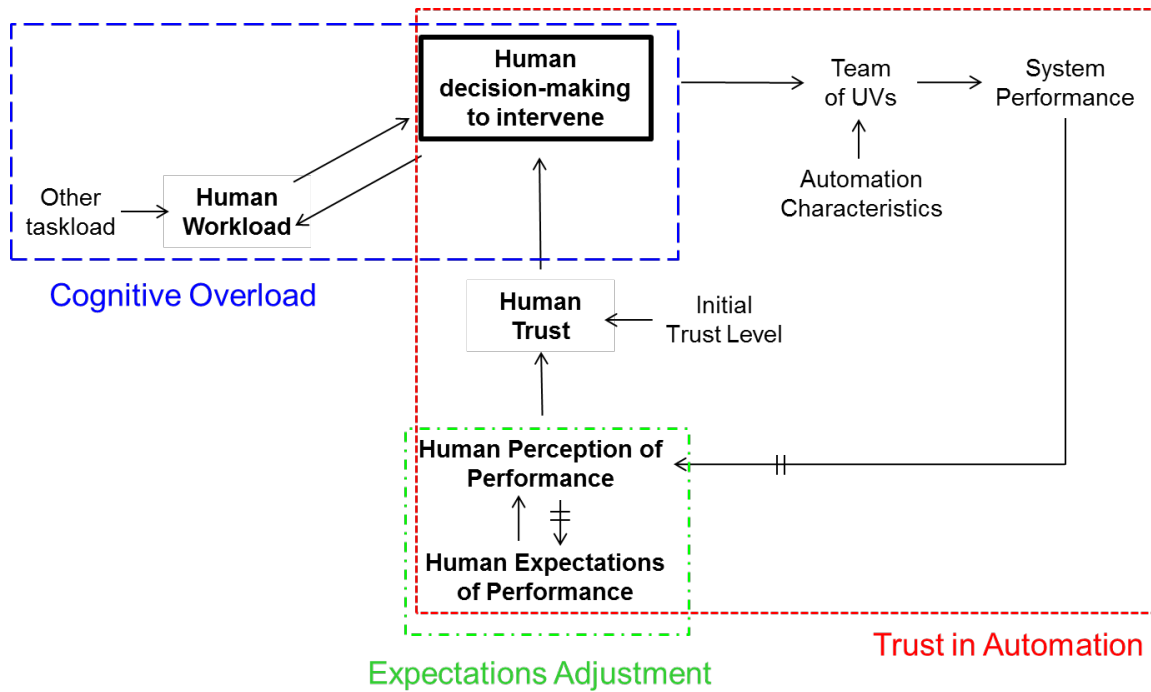 Human
decision-making
to intervene
Team
of UVs
System
Performance
Automation
Characteristics
Other
taskload
Human
Workload
Cognitive Overload
Human
Trust
Initial
Trust Level
Human Perception of
Performance
Human Expectations
of Performance
Trust in Automation
Expectations Adjustment